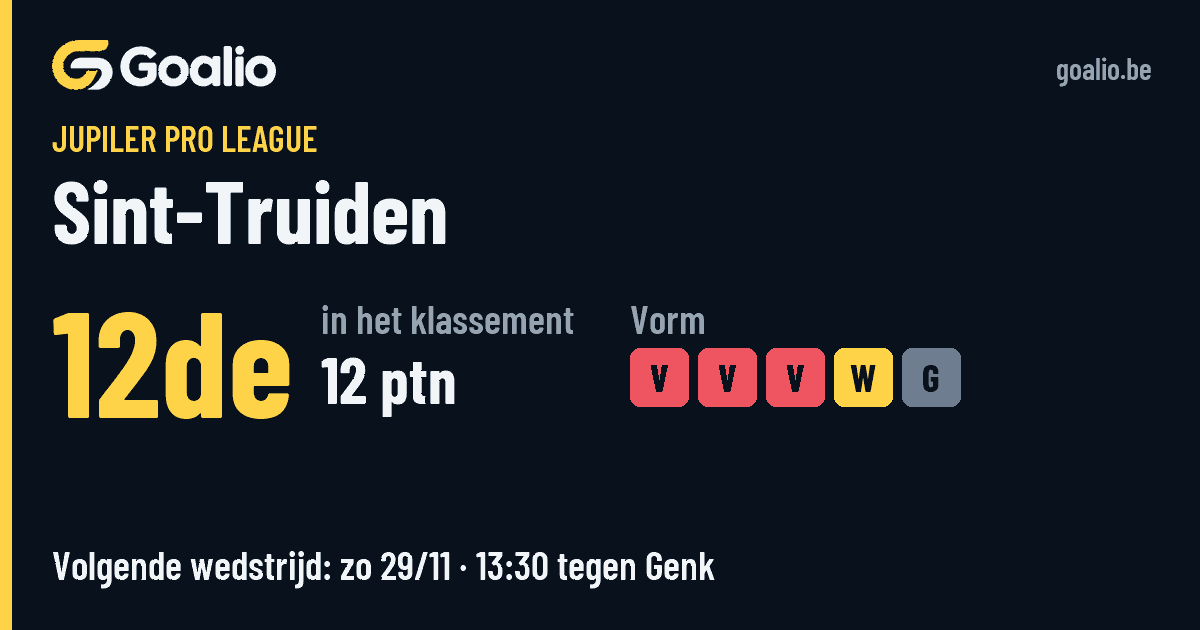 Goalio
goalio.be
JUPILER PRO LEAGUE
Sint-Truiden
12de
in het klassement
12 ptn
Vorm
V V V W G
Volgende wedstrijd: zo 29/11 · 13:30 tegen Genk